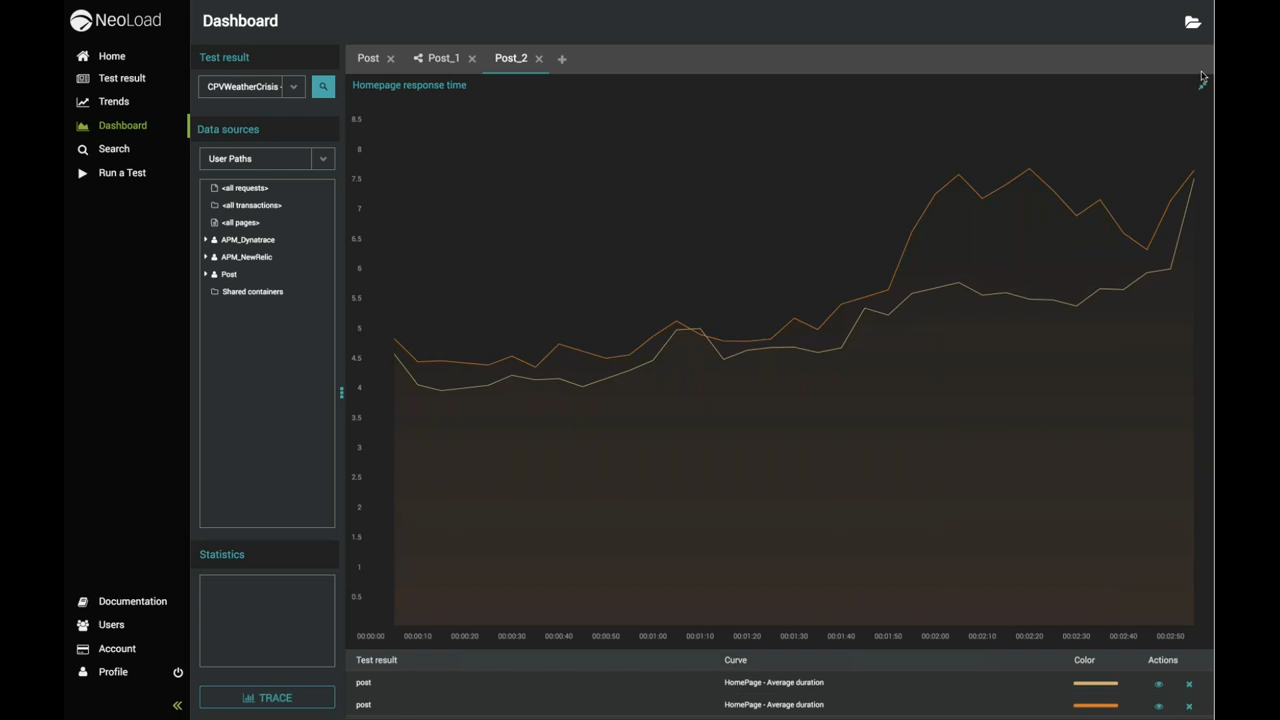 NeoLoad
Dashboard
Home
Test result
Trends
Dashboard
Search
Run a Test
Documentation
Users
Account
Profile
Test result
CPVWeatherCrisis -
Data sources
User Paths
<all requests>
<all transactions>
<all pages>
APM_Dynatrace
APM_NewRelic
Post
Shared containers
Statistics
TRACE
Post
Post_1
Post_2
Homepage response time
8.5
8
7.5
7
6.5
6
5.5
5
4.5
4
3.5
3
2.5
2
1.5
1
0.5
00:00:00 00:00:10 00:00:20 00:00:30 00:00:40 00:00:50 00:01:00 00:01:10 00:01:20 00:01:30 00:01:40 00:01:50 00:02:00 00:02:10 00:02:20 00:02:30 00:02:40 00:02:50
Test result Curve Color Actions
post HomePage - Average duration
post HomePage - Average duration